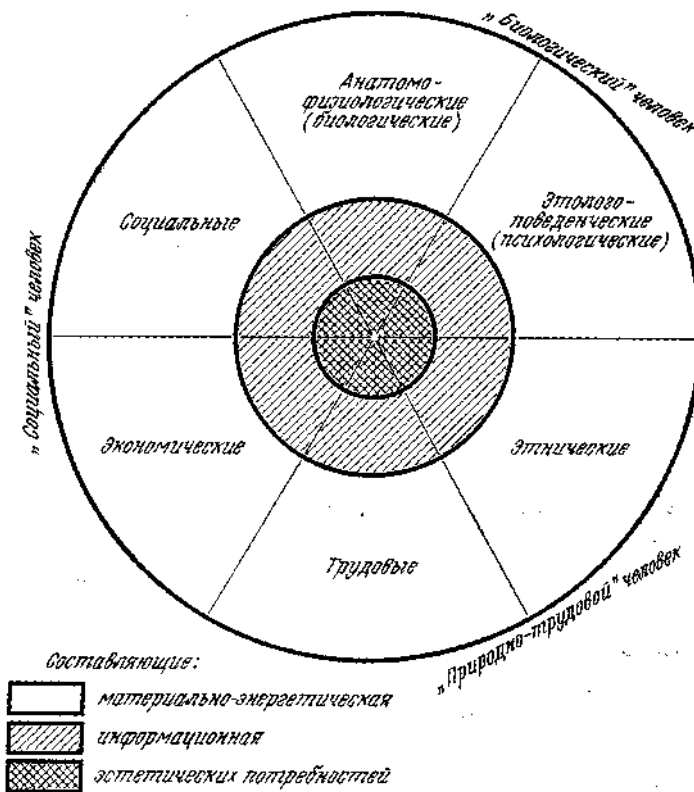 „Биологический” человек
Анатомо-
физиологические
(биологические)
Этолого-
поведенческие
(психологические)
Социальные
„Социальный” человек
Экономические
Этнические
Трудовые
„Природно-трудовой” человек
Составляющие:
материально-энергетическая
информационная
эстетических потребностей